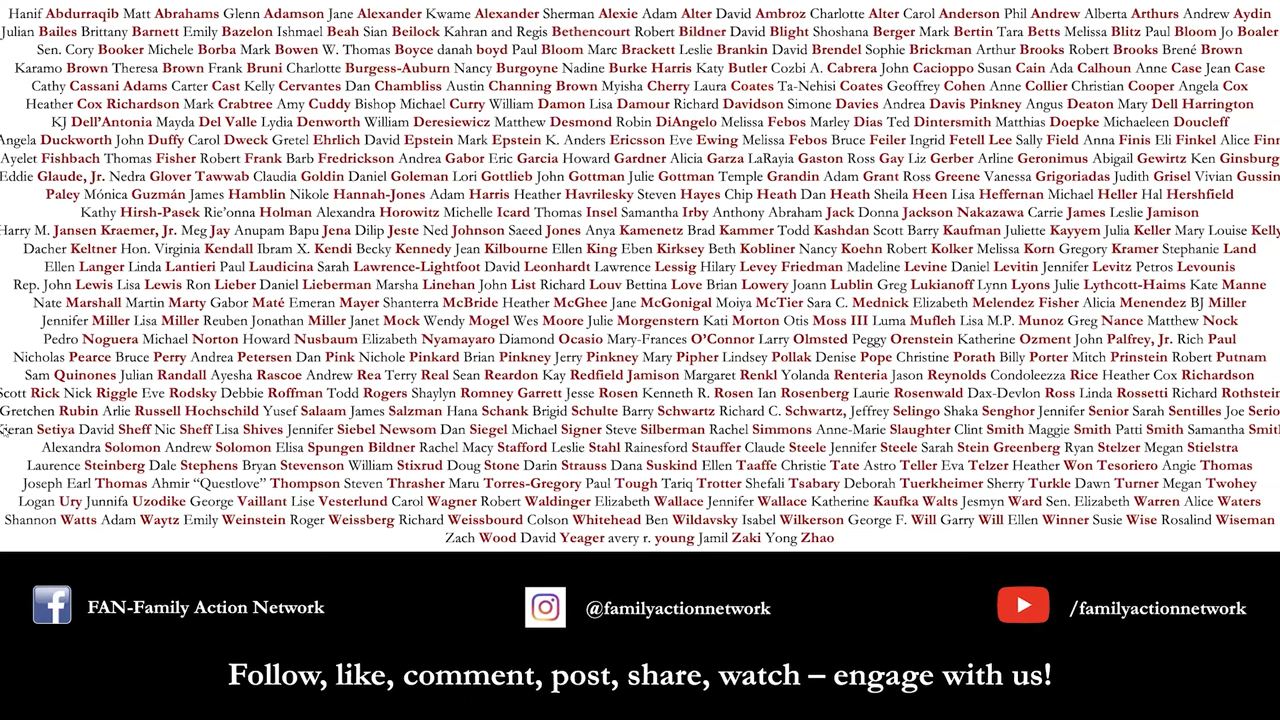 Hanif Abdurraqib Matt Abrahams Glenn Adamson Jane Alexander Kwame Alexander Sherman Alexie Adam Alter David Ambroz Charlotte Alter Carol Anderson Phil Andrew Alberta Arthurs Andrew Aydin
Julian Bailes Brittany Barnett Emily Bazelon Ishmael Beah Sian Beilock Kahran and Regis Bethencourt Robert Bildner David Blight Shoshana Berger Mark Bertin Tara Betts Melissa Blitz Paul Bloom Jo Boaler
Sen. Cory Booker Michele Borba Mark Bowen W. Thomas Boyce danah boyd Paul Bloom Marc Brackett Leslie Brankin David Brendel Sophie Brickman Arthur Brooks Robert Brooks Brené Brown
Karamo Brown Theresa Brown Frank Bruni Charlotte Burgess-Auburn Nancy Burgoyne Nadine Burke Harris Katy Butler Cozbi A. Cabrera John Cacioppo Susan Cain Ada Calhoun Anne Case Jean Case
Cathy Cassani Adams Carter Cast Kelly Cervantes Dan Chambliss Austin Channing Brown Myisha Cherry Laura Coates Ta-Nehisi Coates Geoffrey Cohen Anne Collier Christian Cooper Angela Cox
Heather Cox Richardson Mark Crabtree Amy Cuddy Bishop Michael Curry William Damon Lisa Damour Richard Davidson Simone Davies Andrea Davis Pinkney Angus Deaton Mary Dell Harrington
KJ Dell'Antonia Mayda Del Valle Lydia Denworth William Deresiewicz Matthew Desmond Robin DiAngelo Melissa Febos Marley Dias Ted Dintersmith Matthias Doepke Michaeleen Doucleff
Angela Duckworth John Duffy Carol Dweck Gretel Ehrlich David Epstein Mark Epstein K. Anders Ericsson Eve Ewing Melissa Febos Bruce Feiler Ingrid Fetell Lee Sally Field Anna Finis Eli Finkel Alice Finn
Ayelet Fishbach Thomas Fisher Robert Frank Barb Fredrickson Andrea Gabor Eric Garcia Howard Gardner Alicia Garza LaRayia Gaston Ross Gay Liz Gerber Arline Geronimus Abigail Gewirtz Ken Ginsburg
Eddie Glaude, Jr. Nedra Glover Tawwab Claudia Goldin Daniel Goleman Lori Gottlieb John Gottman Julie Gottman Temple Grandin Adam Grant Ross Greene Vanessa Grigoriadas Judith Grisel Vivian Gussin
Paley Mónica Guzmán James Hamblin Nikole Hannah-Jones Adam Harris Heather Havrilesky Steven Hayes Chip Heath Dan Heath Sheila Heen Lisa Heffernan Michael Heller Hal Hershfield
Kathy Hirsh-Pasek Rie'onna Holman Alexandra Horowitz Michelle Icard Thomas Insel Samantha Irby Anthony Abraham Jack Donna Jackson Nakazawa Carrie James Leslie Jamison
Harry M. Jansen Kraemer, Jr. Meg Jay Anupam Bapu Jena Dilip Jeste Ned Johnson Saeed Jones Anya Kamenetz Brad Kammer Todd Kashdan Scott Barry Kaufman Juliette Kayyem Julia Keller Mary Louise Kelly
Dacher Keltner Hon. Virginia Kendall Ibram X. Kendi Becky Kennedy Jean Kilbourne Ellen King Eben Kirksey Beth Kobliner Nancy Koehn Robert Kolker Melissa Korn Gregory Kramer Stephanie Land
Ellen Langer Linda Lantieri Paul Laudicina Sarah Lawrence-Lightfoot David Leonhardt Lawrence Lessig Hilary Levey Friedman Madeline Levine Daniel Levitin Jennifer Levitz Petros Levounis
Rep. John Lewis Lisa Lewis Ron Lieber Daniel Lieberman Marsha Linehan John List Richard Louv Bettina Love Brian Lowery Joann Lublin Greg Lukianoff Lynn Lyons Julie Lythcott-Haims Kate Manne
Nate Marshall Martin Marty Gabor Maté Emeran Mayer Shanterra McBride Heather McGhee Jane McGonigal Moiya McTier Sara C. Mednick Elizabeth Melendez Fisher Alicia Menendez BJ Miller
Jennifer Miller Lisa Miller Reuben Jonathan Miller Janet Mock Wendy Mogel Wes Moore Julie Morgenstern Kati Morton Otis Moss III Luma Mufleh Lisa M.P. Munoz Greg Nance Matthew Nock
Pedro Noguera Michael Norton Howard Nusbaum Elizabeth Nyamayaro Diamond Ocasio Mary-Frances O'Connor Larry Olmsted Peggy Orenstein Katherine Ozment John Palfrey, Jr. Rich Paul
Nicholas Pearce Bruce Perry Andrea Petersen Dan Pink Nichole Pinkard Brian Pinkney Jerry Pinkney Mary Pipher Lindsey Pollak Denise Pope Christine Porath Billy Porter Mitch Prinstein Robert Putnam
Sam Quinones Julian Randall Ayesha Rascoe Andrew Rea Terry Real Sean Reardon Kay Redfield Jamison Margaret Renkl Yolanda Renteria Jason Reynolds Condoleezza Rice Heather Cox Richardson
Scott Rick Nick Riggle Eve Rodsky Debbie Roffman Todd Rogers Shaylyn Romney Garrett Jesse Rosen Kenneth R. Rosen Ian Rosenberg Laurie Rosenwald Dax-Devlon Ross Linda Rossetti Richard Rothstein
Gretchen Rubin Arlie Russell Hochschild Yusef Salaam James Salzman Hana Schank Brigid Schulte Barry Schwartz Richard C. Schwartz, Jeffrey Selingo Shaka Senghor Jennifer Senior Sarah Sentilles Joe Serio
Kieran Setiya David Sheff Nic Sheff Lisa Shives Jennifer Siebel Newsom Dan Siegel Michael Signer Steve Silberman Rachel Simmons Anne-Marie Slaughter Clint Smith Maggie Smith Patti Smith Samantha Smith
Alexandra Solomon Andrew Solomon Elisa Spungen Bildner Rachel Macy Stafford Leslie Stahl Rainesford Stauffer Claude Steele Jennifer Steele Sarah Stein Greenberg Ryan Stelzer Megan Stielstra
Laurence Steinberg Dale Stephens Bryan Stevenson William Stixrud Doug Stone Darin Strauss Dana Suskind Ellen Taaffe Christie Tate Astro Teller Eva Telzer Heather Won Tesoriero Angie Thomas
Joseph Earl Thomas Ahmir “Questlove” Thompson Steven Thrasher Maru Torres-Gregory Paul Tough Tariq Trotter Shefali Tsabary Deborah Tuerkheimer Sherry Turkle Dawn Turner Megan Twohey
Logan Ury Junnifa Uzodike George Vaillant Lise Vesterlund Carol Wagner Robert Waldinger Elizabeth Wallace Jennifer Wallace Katherine Kaufka Walts Jesmyn Ward Sen. Elizabeth Warren Alice Waters
Shannon Watts Adam Waytz Emily Weinstein Roger Weissberg Richard Weissbourd Colson Whitehead Ben Wildavsky Isabel Wilkerson George F. Will Garry Will Ellen Winner Susie Wise Rosalind Wiseman
Zach Wood David Yeager avery r. young Jamil Zaki Yong Zhao
FAN-Family Action Network
@familyactionnetwork
/familyactionnetwork
Follow, like, comment, post, share, watch – engage with us!